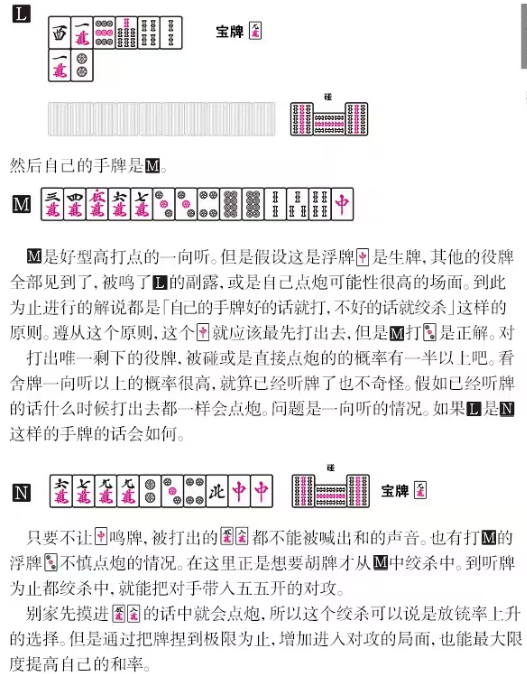 L 西 一萬 宝牌 九萬
一萬
碰
然后自己的手牌是M。
M 三萬 四萬 伍萬 六萬 七萬 中
M是好型高打点的一向听。但是假设这是浮牌中是生牌,其他的役牌
全部见到了,被鸣了L的副露,或是自己点炮可能性很高的场面。到此
为止进行的解说都是「自己的手牌好的话就打,不好的话就绞杀」这样的
原则。遵从这个原则,这个中就应该最先打出去,但是M打是正解。对
打出唯一剩下的役牌,被碰或是直接点炮的的概率有一半以上吧。看
舍牌一向听以上的概率很高,就算已经听牌了也不奇怪。假如已经听牌
的话什么时候打出去都一样会点炮。问题是一向听的情况。如果L是N
这样的手牌的话会如何。
碰
N 六萬 七萬 九萬 九萬 北 中 中 宝牌 九萬
只要不让中鸣牌,被打出的伍萬八萬都不能被喊出和的声音。也有打M的
浮牌不慎点炮的情况。在这里正是想要胡牌才从M中绞杀中。到听牌
为止都绞杀中,就能把对手带入五五开的对攻。
别家先摸进伍萬八萬的话中就会点炮,所以这个绞杀可以说是放铳率上升
的选择。但是通过把牌捏到极限为止,增加进入对攻的局面,也能最大限
度提高自己的和率。